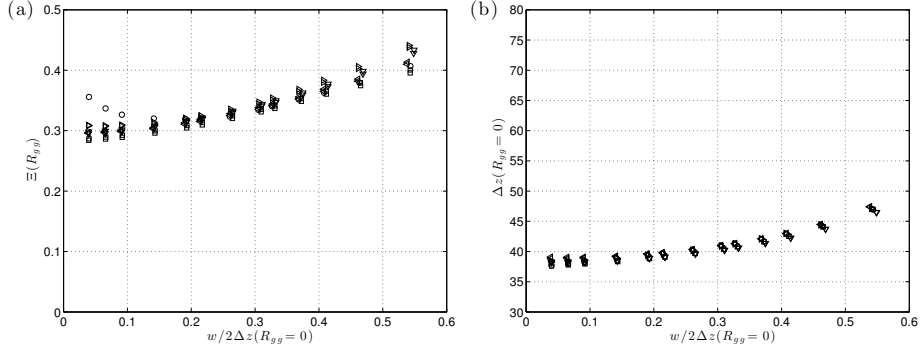 (a)
0.5
0.4
0.3
0.2
0.1
0
0 0.1 0.2 0.3 0.4 0.5 0.6
Ξ(R_gg)
w/2Δz(R_gg = 0)
(b)
80
75
70
65
60
55
50
45
40
35
30
0 0.1 0.2 0.3 0.4 0.5 0.6
Δz(R_gg = 0)
w/2Δz(R_gg = 0)